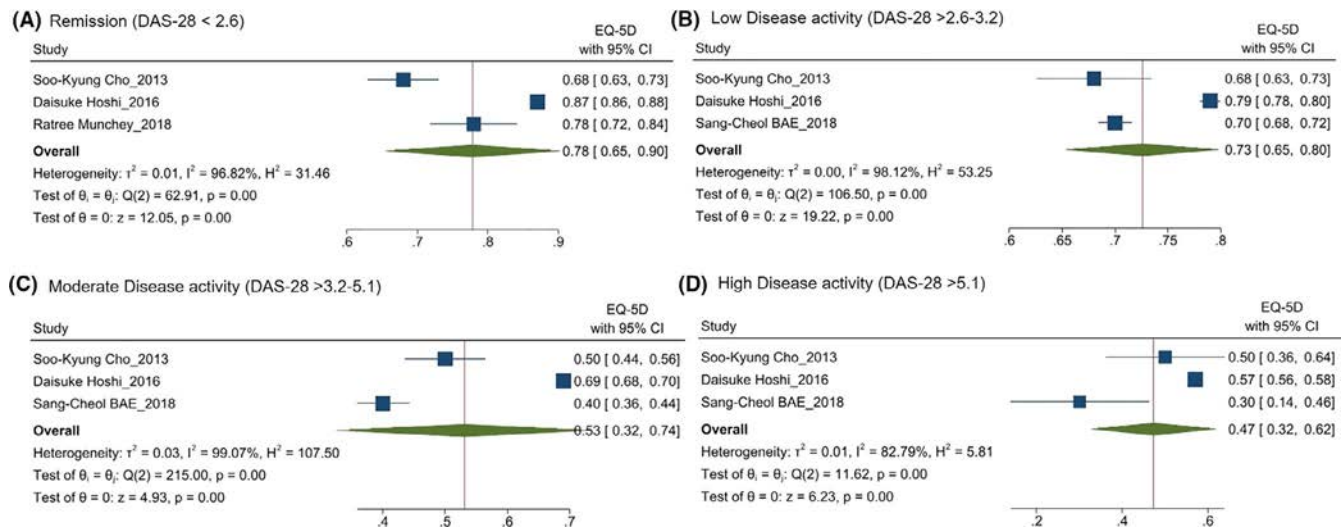 (A) Remission (DAS-28 < 2.6)
EQ-5D
Study with 95% CI
Soo-Kyung Cho_2013 0.68 [ 0.63, 0.73]
Daisuke Hoshi_2016 0.87 [ 0.86, 0.88]
Ratree Munchey_2018 0.78 [ 0.72, 0.84]
Overall 0.78 [ 0.65, 0.90]
Heterogeneity: τ² = 0.01, I² = 96.82%, H² = 31.46
Test of θᵢ = θⱼ: Q(2) = 62.91, p = 0.00
Test of θ = 0: z = 12.05, p = 0.00
.6 .7 .8 .9
(B) Low Disease activity (DAS-28 >2.6-3.2)
EQ-5D
Study with 95% CI
Soo-Kyung Cho_2013 0.68 [ 0.63, 0.73]
Daisuke Hoshi_2016 0.79 [ 0.78, 0.80]
Sang-Cheol BAE_2018 0.70 [ 0.68, 0.72]
Overall 0.73 [ 0.65, 0.80]
Heterogeneity: τ² = 0.00, I² = 98.12%, H² = 53.25
Test of θᵢ = θⱼ: Q(2) = 106.50, p = 0.00
Test of θ = 0: z = 19.22, p = 0.00
.6 .65 .7 .75 .8
(C) Moderate Disease activity (DAS-28 >3.2-5.1)
EQ-5D
Study with 95% CI
Soo-Kyung Cho_2013 0.50 [ 0.44, 0.56]
Daisuke Hoshi_2016 0.69 [ 0.68, 0.70]
Sang-Cheol BAE_2018 0.40 [ 0.36, 0.44]
Overall 0.53 [ 0.32, 0.74]
Heterogeneity: τ² = 0.03, I² = 99.07%, H² = 107.50
Test of θᵢ = θⱼ: Q(2) = 215.00, p = 0.00
Test of θ = 0: z = 4.93, p = 0.00
.4 .5 .6 .7
(D) High Disease activity (DAS-28 >5.1)
EQ-5D
Study with 95% CI
Soo-Kyung Cho_2013 0.50 [ 0.36, 0.64]
Daisuke Hoshi_2016 0.57 [ 0.56, 0.58]
Sang-Cheol BAE_2018 0.30 [ 0.14, 0.46]
Overall 0.47 [ 0.32, 0.62]
Heterogeneity: τ² = 0.01, I² = 82.79%, H² = 5.81
Test of θᵢ = θⱼ: Q(2) = 11.62, p = 0.00
Test of θ = 0: z = 6.23, p = 0.00
.2 .4 .6